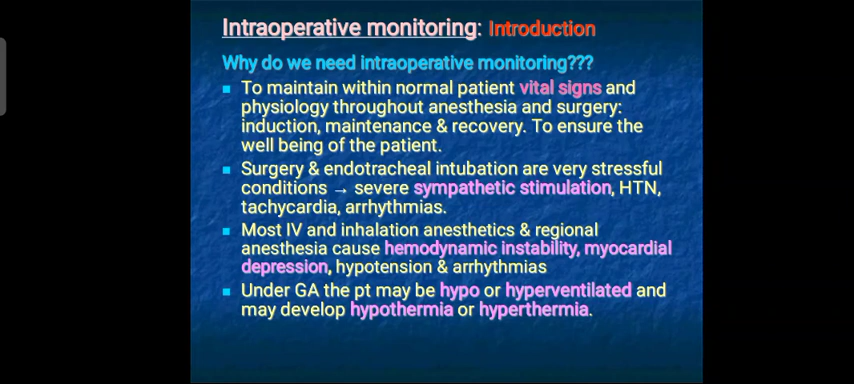 Intraoperative monitoring: Introduction
Why do we need intraoperative monitoring???
■ To maintain within normal patient vital signs and
physiology throughout anesthesia and surgery:
induction, maintenance & recovery. To ensure the
well being of the patient.
■ Surgery & endotracheal intubation are very stressful
conditions → severe sympathetic stimulation, HTN,
tachycardia, arrhythmias.
■ Most IV and inhalation anesthetics & regional
anesthesia cause hemodynamic instability, myocardial
depression, hypotension & arrhythmias
■ Under GA the pt may be hypo or hyperventilated and
may develop hypothermia or hyperthermia.